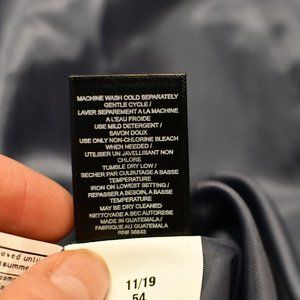 MACHINE WASH COLD SEPARATELY
GENTLE CYCLE /
LAVER SEPAREMENT A LA MACHINE
A L'EAU FROIDE
USE MILD DETERGENT /
SAVON DOUX
USE ONLY NON-CHLORINE BLEACH
WHEN NEEDED /
UTILISER UN JAVELLISANT NON
CHLORE
TUMBLE DRY LOW /
SECHER PAR CULBUTAGE A BASSE
TEMPERATURE
IRON ON LOWEST SETTING /
REPASSER A BESOIN, A BASSE
TEMPERATURE
MAY BE DRY CLEANED
NETTOYAGE A SEC AUTORISE
MADE IN GUATEMALA/
FABRIQUE AU GUATEMALA
RN# 36843
oved unless
11/19
54